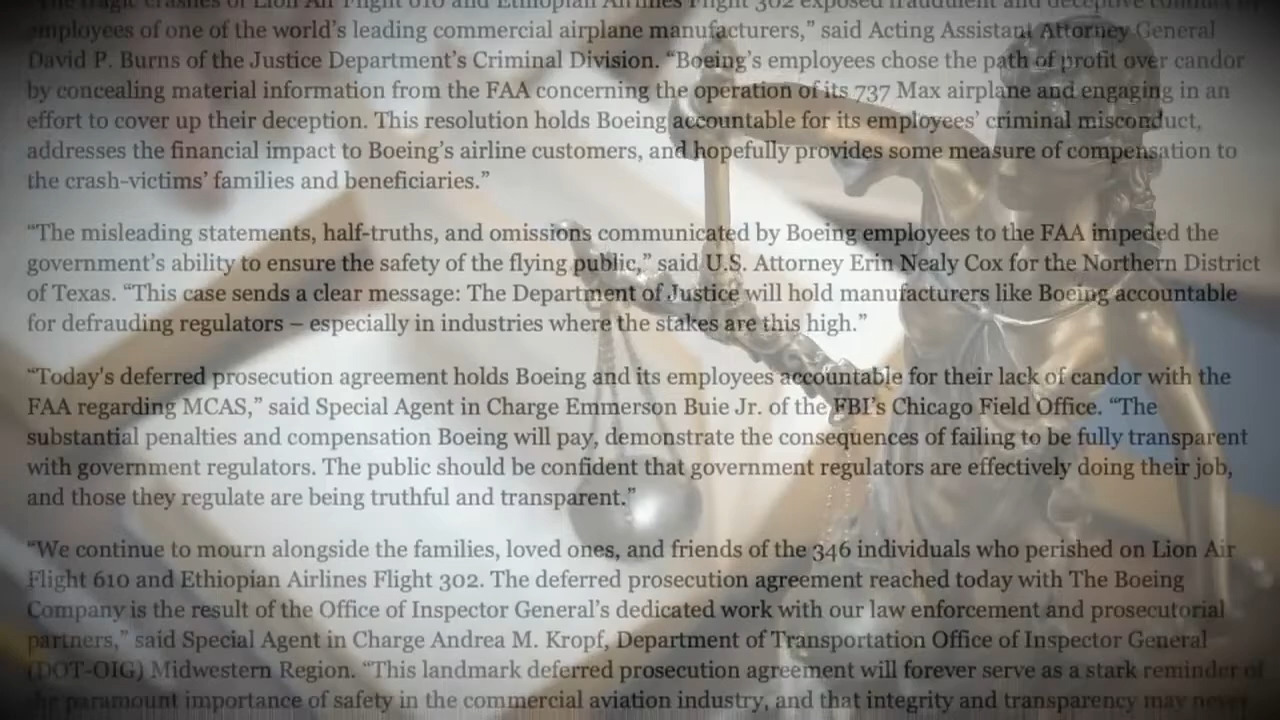 “The tragic crashes of Lion Air Flight 610 and Ethiopian Airlines Flight 302 exposed fraudulent and deceptive conduct by
employees of one of the world’s leading commercial airplane manufacturers,” said Acting Assistant Attorney General
David P. Burns of the Justice Department’s Criminal Division. “Boeing’s employees chose the path of profit over candor
by concealing material information from the FAA concerning the operation of its 737 Max airplane and engaging in an
effort to cover up their deception. This resolution holds Boeing accountable for its employees’ criminal misconduct,
addresses the financial impact to Boeing’s airline customers, and hopefully provides some measure of compensation to
the crash-victims’ families and beneficiaries.”
“The misleading statements, half-truths, and omissions communicated by Boeing employees to the FAA impeded the
government’s ability to ensure the safety of the flying public,” said U.S. Attorney Erin Nealy Cox for the Northern District
of Texas. “This case sends a clear message: The Department of Justice will hold manufacturers like Boeing accountable
for defrauding regulators – especially in industries where the stakes are this high.”
“Today's deferred prosecution agreement holds Boeing and its employees accountable for their lack of candor with the
FAA regarding MCAS,” said Special Agent in Charge Emmerson Buie Jr. of the FBI’s Chicago Field Office. “The
substantial penalties and compensation Boeing will pay, demonstrate the consequences of failing to be fully transparent
with government regulators. The public should be confident that government regulators are effectively doing their job,
and those they regulate are being truthful and transparent.”
“We continue to mourn alongside the families, loved ones, and friends of the 346 individuals who perished on Lion Air
Flight 610 and Ethiopian Airlines Flight 302. The deferred prosecution agreement reached today with The Boeing
Company is the result of the Office of Inspector General’s dedicated work with our law enforcement and prosecutorial
partners,” said Special Agent in Charge Andrea M. Kropf, Department of Transportation Office of Inspector General
(DOT-OIG) Midwestern Region. “This landmark deferred prosecution agreement will forever serve as a stark reminder of
the paramount importance of safety in the commercial aviation industry, and that integrity and transparency may never